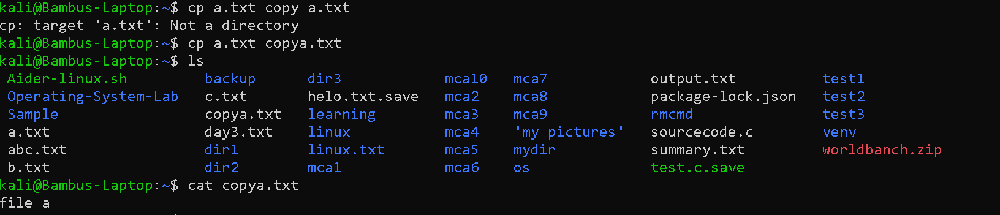 kali@Bambus-Laptop:~$ cp a.txt copy a.txt
cp: target 'a.txt': Not a directory
kali@Bambus-Laptop:~$ cp a.txt copya.txt
kali@Bambus-Laptop:~$ ls
Aider-linux.sh backup dir3 mca10 mca7 output.txt test1
Operating-System-Lab c.txt helo.txt.save mca2 mca8 package-lock.json test2
Sample copya.txt learning mca3 mca9 rmcmd test3
a.txt day3.txt linux mca4 'my pictures' sourcecode.c venv
abc.txt dir1 linux.txt mca5 mydir summary.txt worldbanch.zip
b.txt dir2 mca1 mca6 os test.c.save
kali@Bambus-Laptop:~$ cat copya.txt
file a